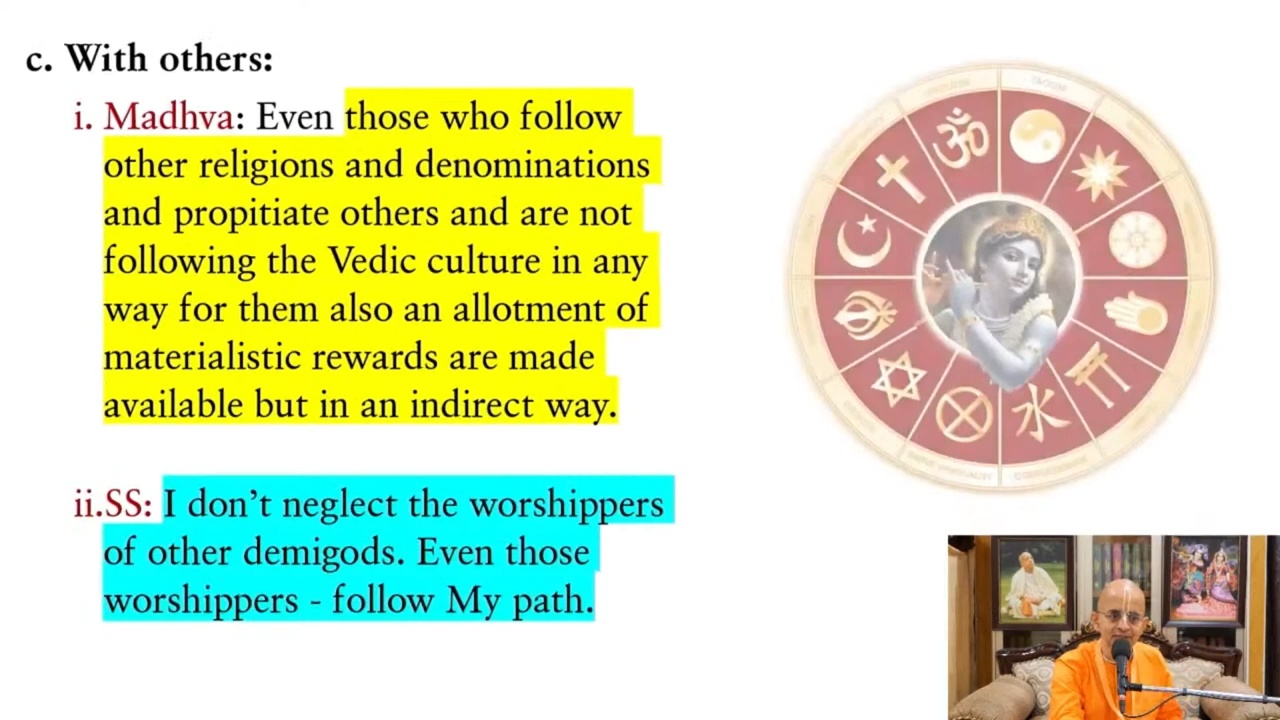 c. With others:
i. Madhva: Even those who follow
other religions and denominations
and propitiate others and are not
following the Vedic culture in any
way for them also an allotment of
materialistic rewards are made
available but in an indirect way.
ii.SS: I don’t neglect the worshippers
of other demigods. Even those
worshippers - follow My path.
ॐ
水